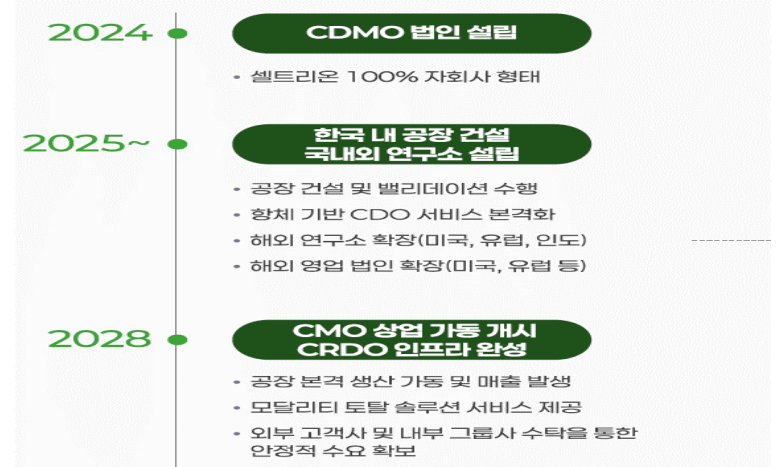 2024
CDMO 법인 설립
• 셀트리온 100% 자회사 형태
2025~
한국 내 공장 건설
국내외 연구소 설립
• 공장 건설 및 밸리데이션 수행
• 항체 기반 CDO 서비스 본격화
• 해외 연구소 확장(미국, 유럽, 인도)
• 해외 영업 법인 확장(미국, 유럽 등)
2028
CMO 상업 가동 개시
CRDO 인프라 완성
• 공장 본격 생산 가동 및 매출 발생
• 모달리티 토탈 솔루션 서비스 제공
• 외부 고객사 및 내부 그룹사 수탁을 통한
안정적 수요 확보